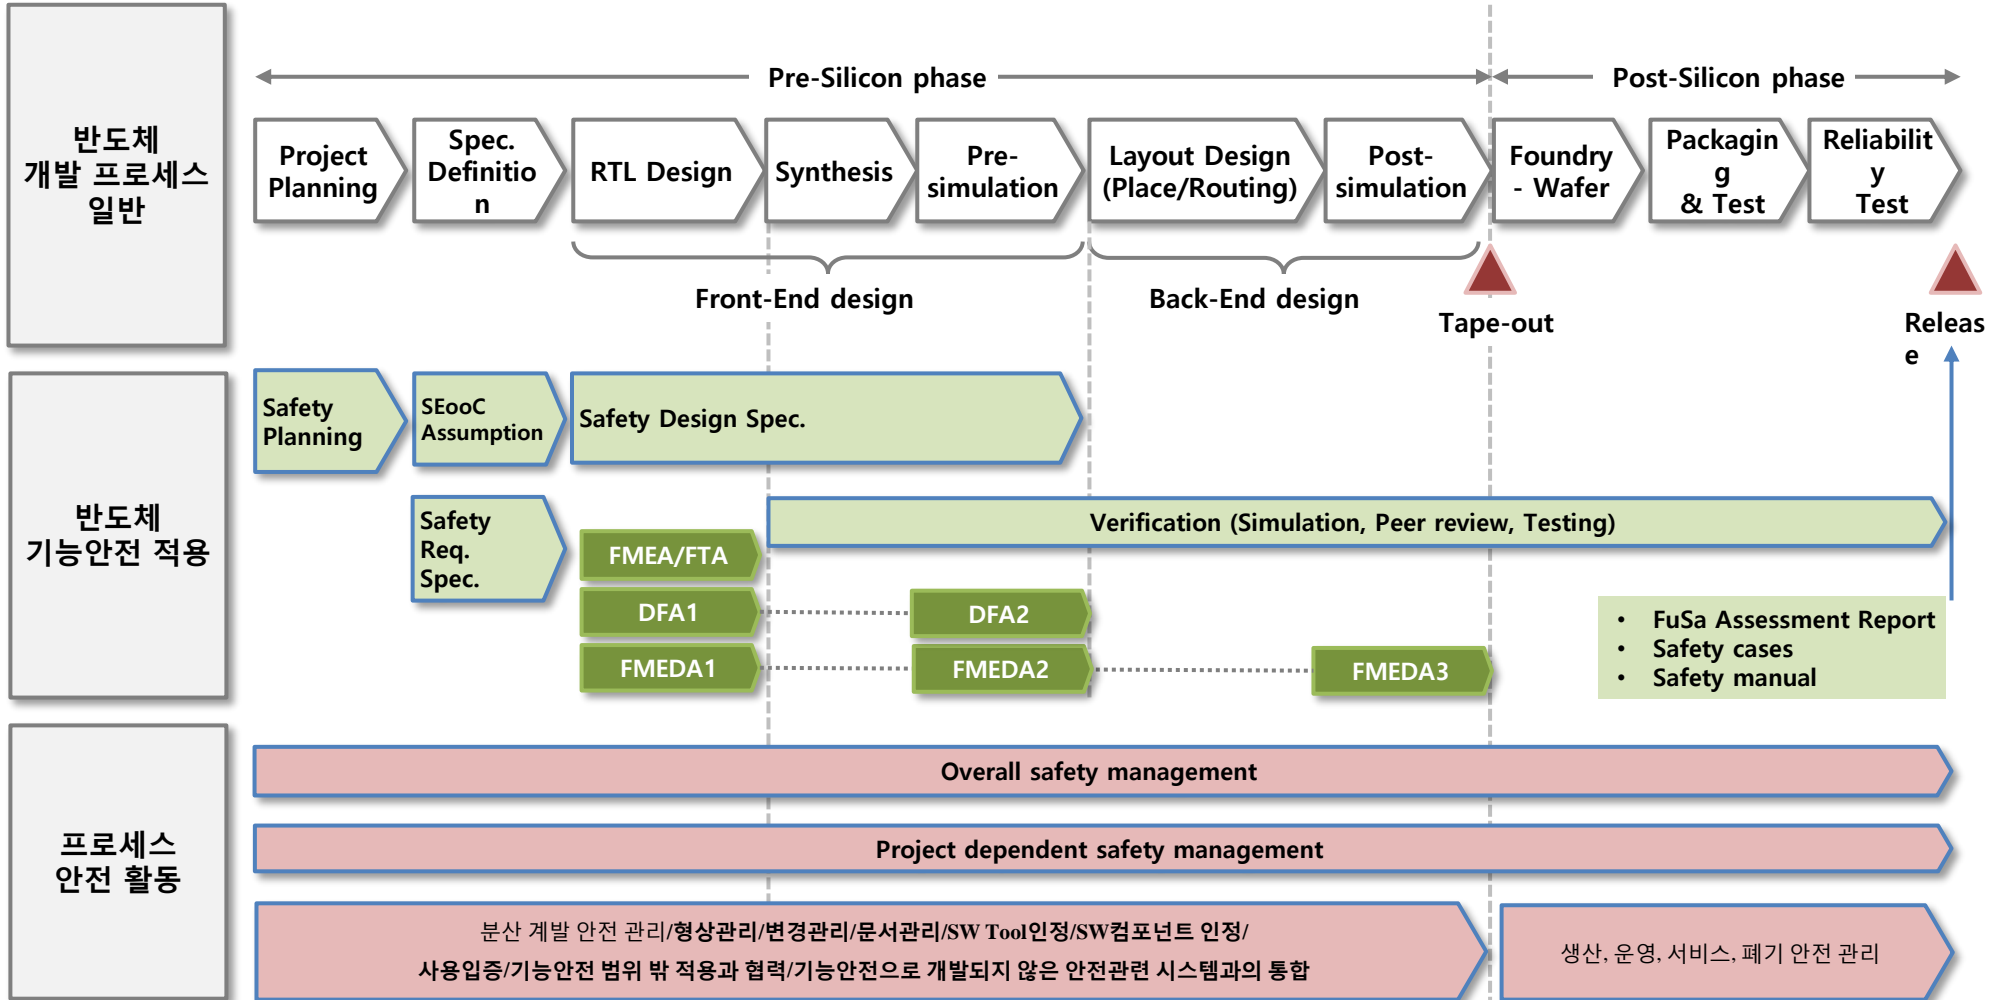 반도체
개발 프로세스
일반
Pre-Silicon phase
Post-Silicon phase
Project
Planning
Spec.
Definitio
n
RTL Design
Synthesis
Pre-
simulation
Layout Design
(Place/Routing)
Post-
simulation
Foundry
- Wafer
Packagin
g
& Test
Reliabilit
y
Test
Front-End design
Back-End design
Tape-out
Releas
e
반도체
기능안전 적용
Safety
Planning
SEooC
Assumption
Safety Design Spec.
Safety
Req.
Spec.
Verification (Simulation, Peer review, Testing)
FMEA/FTA
DFA1
DFA2
FMEDA1
FMEDA2
FMEDA3
• FuSa Assessment Report
• Safety cases
• Safety manual
프로세스
안전 활동
Overall safety management
Project dependent safety management
분산 계발 안전 관리/형상관리/변경관리/문서관리/SW Tool인정/SW컴포넌트 인정/
사용입증/기능안전 범위 밖 적용과 협력/기능안전으로 개발되지 않은 안전관련 시스템과의 통합
생산, 운영, 서비스, 폐기 안전 관리